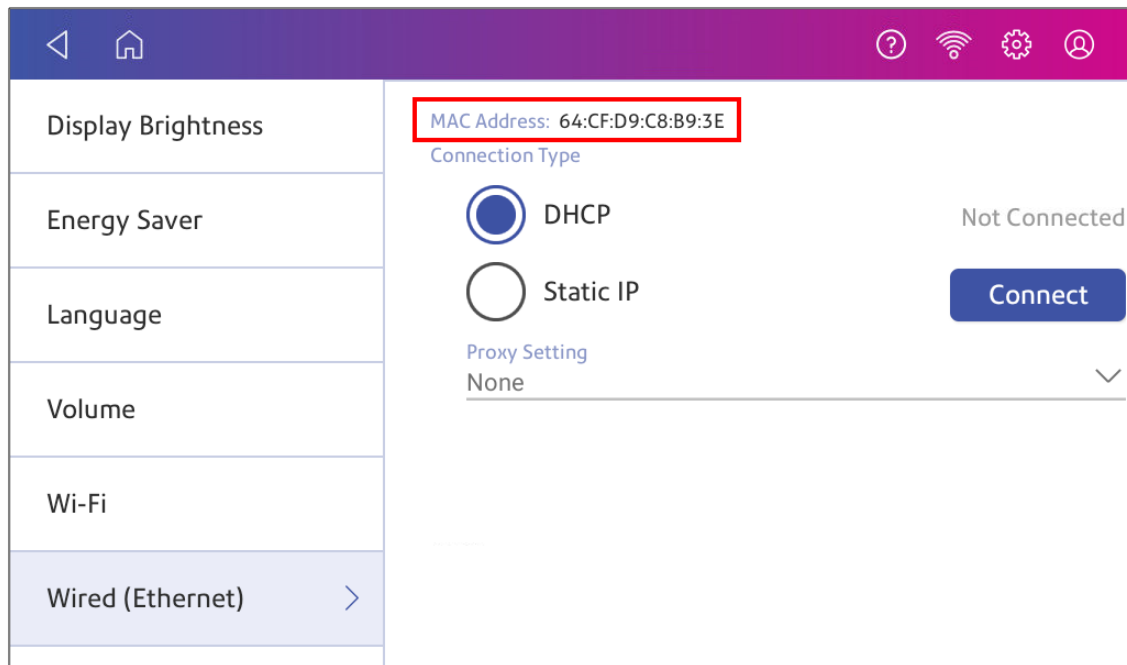 Display Brightness
Energy Saver
Language
Volume
Wi-Fi
Wired (Ethernet)
MAC Address: 64:CF:D9:C8:B9:3E
Connection Type
DHCP
Not Connected
Static IP
Connect
Proxy Setting
None